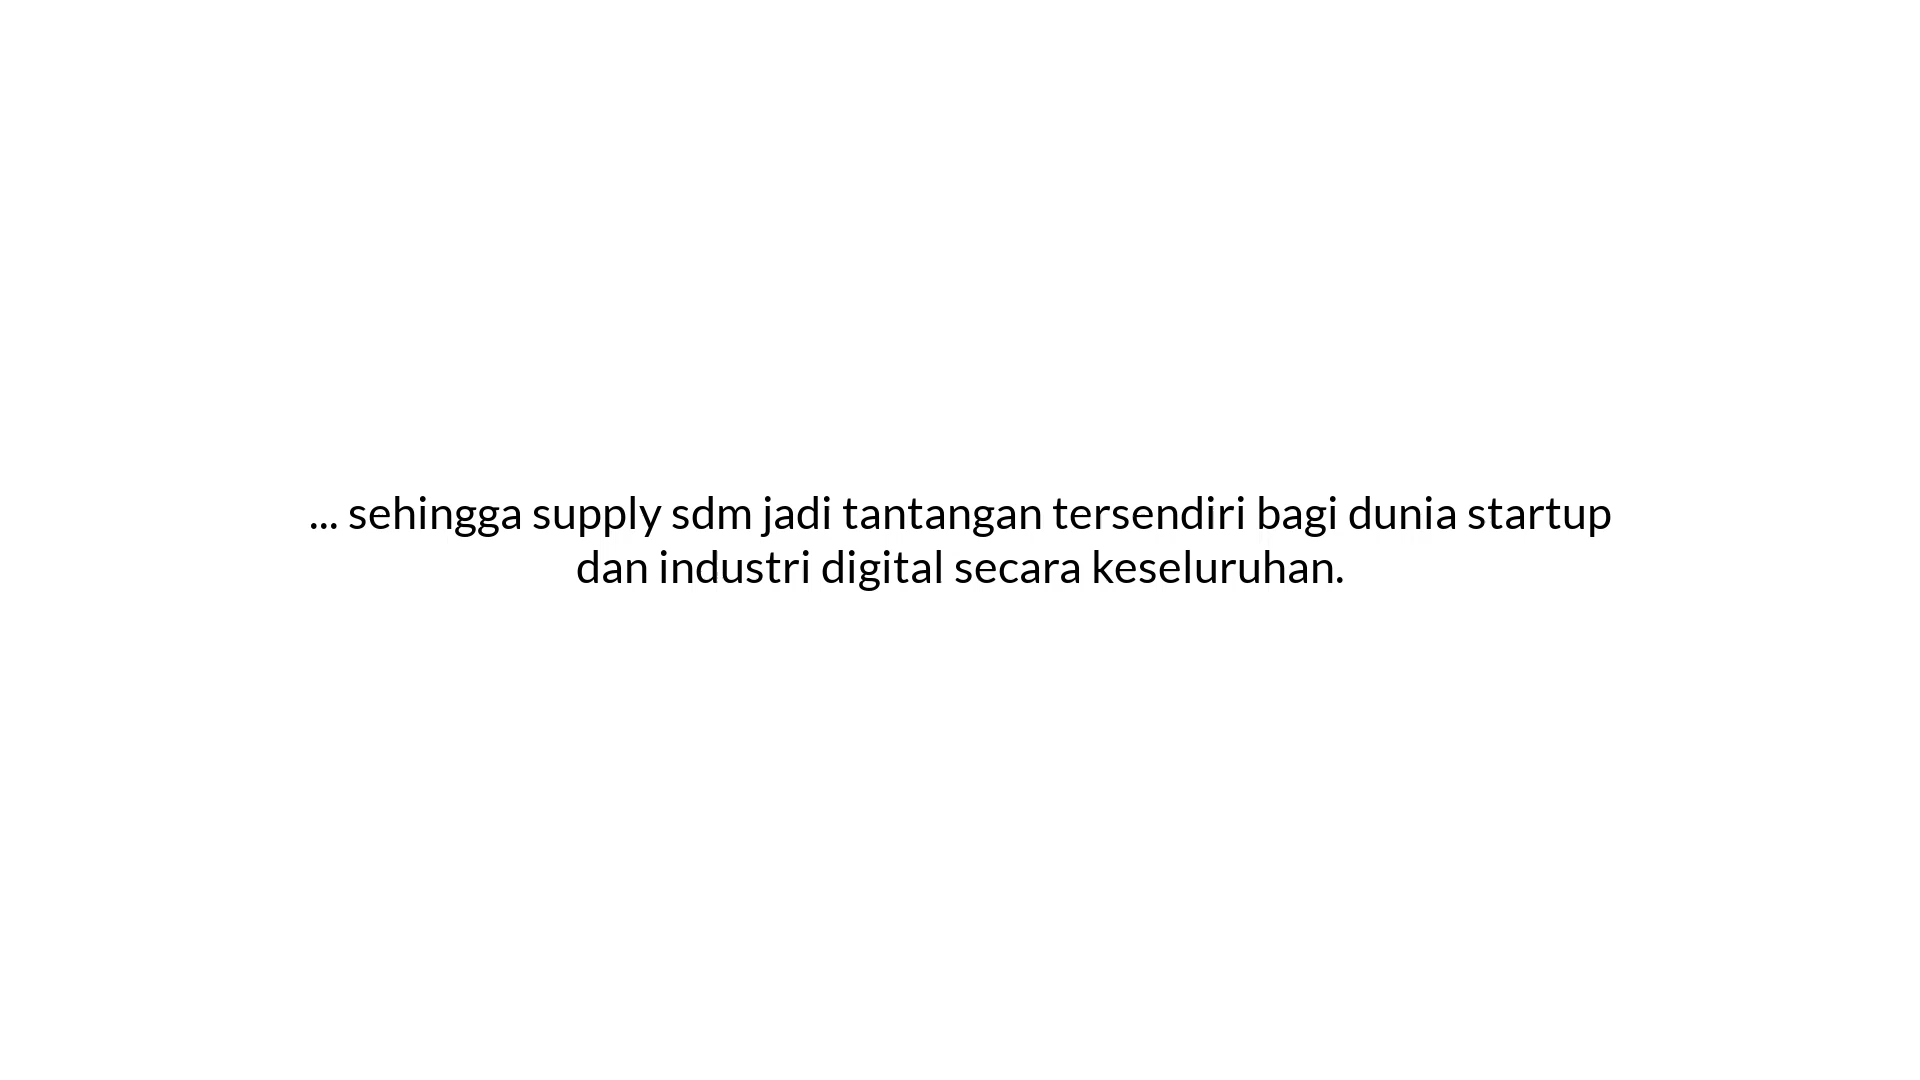 ... sehingga supply sdm jadi tantangan tersendiri bagi dunia startup
dan industri digital secara keseluruhan.